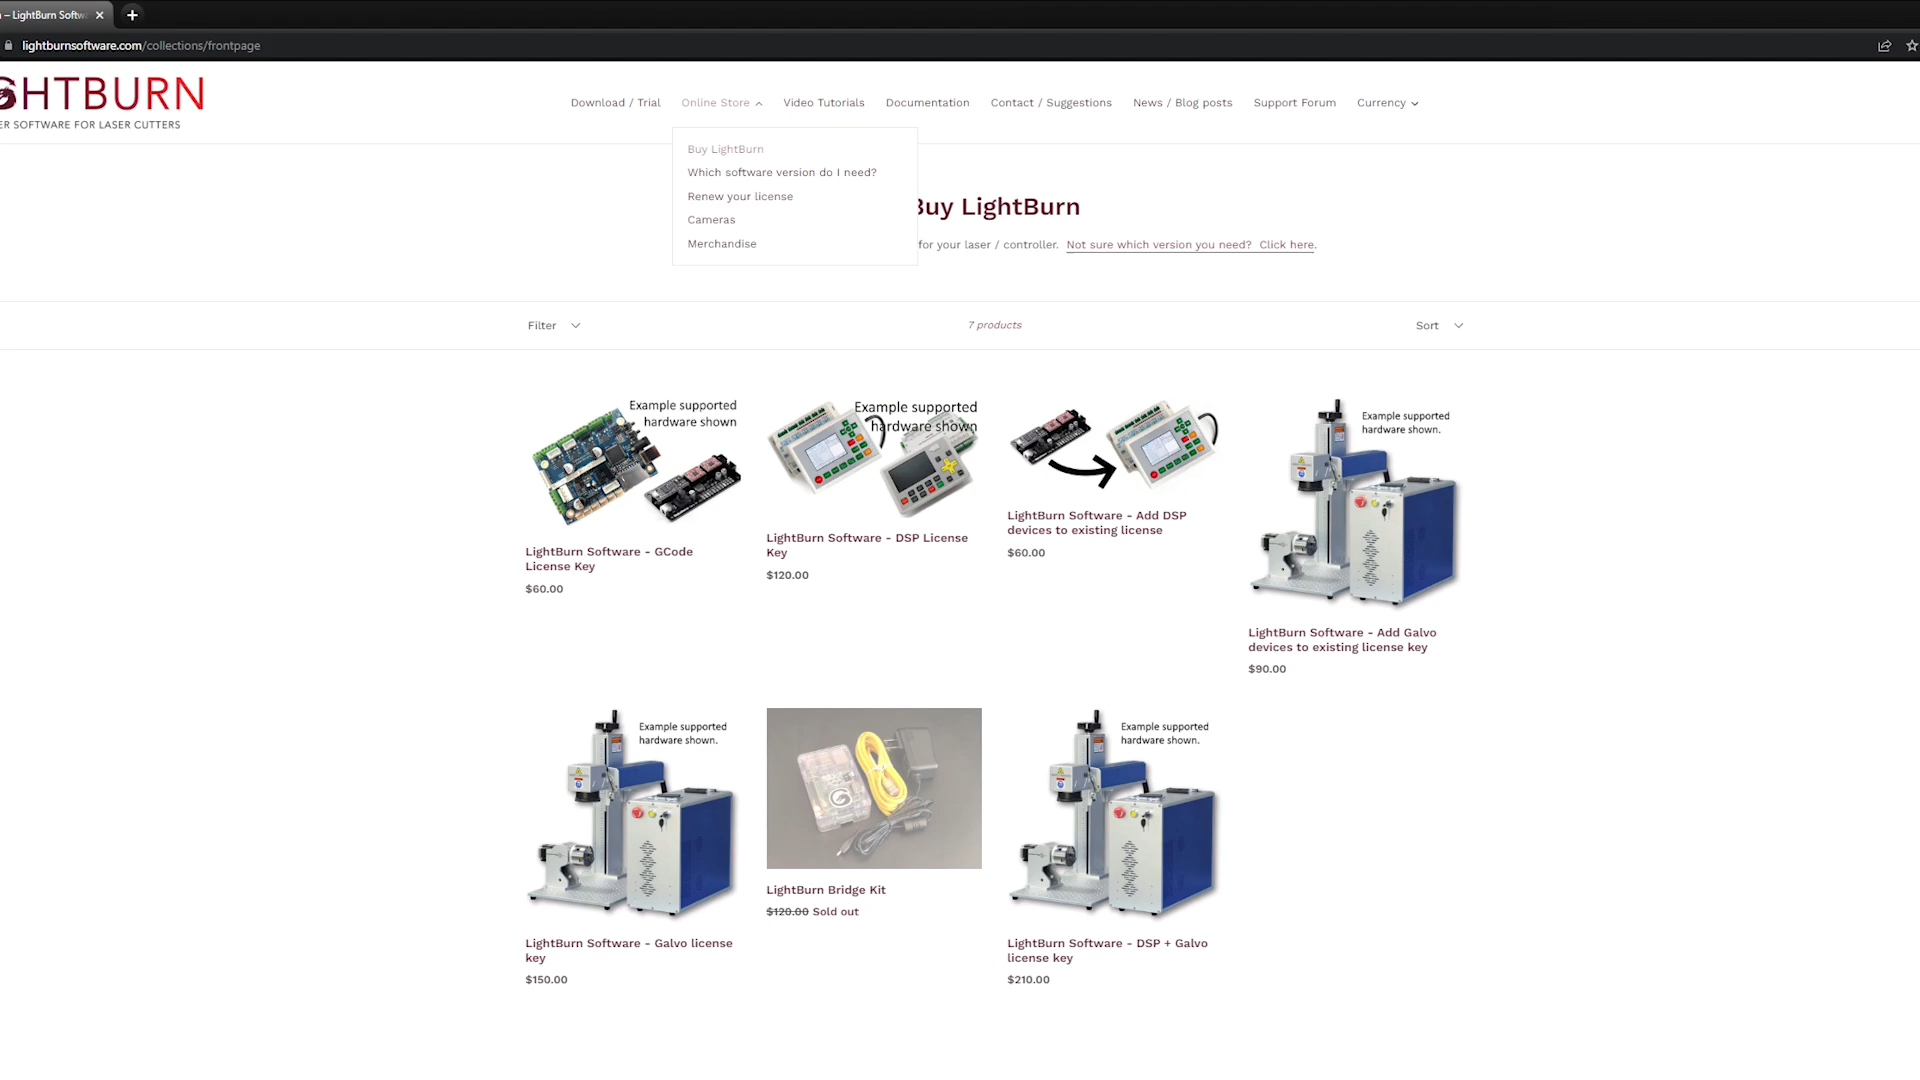 – LightBurn Softw
lightburnsoftware.com/collections/frontpage
GHTBURN
ER SOFTWARE FOR LASER CUTTERS
Download / Trial
Online Store
Video Tutorials
Documentation
Contact / Suggestions
News / Blog posts
Support Forum
Currency
Buy LightBurn
Which software version do I need?
Renew your license
Cameras
Merchandise
Buy LightBurn
for your laser / controller. Not sure which version you need? Click here.
Filter
7 products
Sort
Example supported
hardware shown
LightBurn Software - GCode
License Key
$60.00
Example supported
hardware shown
LightBurn Software - DSP License
Key
$120.00
LightBurn Software - Add DSP
devices to existing license
$60.00
Example supported
hardware shown.
LightBurn Software - Add Galvo
devices to existing license key
$90.00
Example supported
hardware shown.
LightBurn Software - Galvo license
key
$150.00
LightBurn Bridge Kit
$120.00 Sold out
Example supported
hardware shown.
LightBurn Software - DSP + Galvo
license key
$210.00